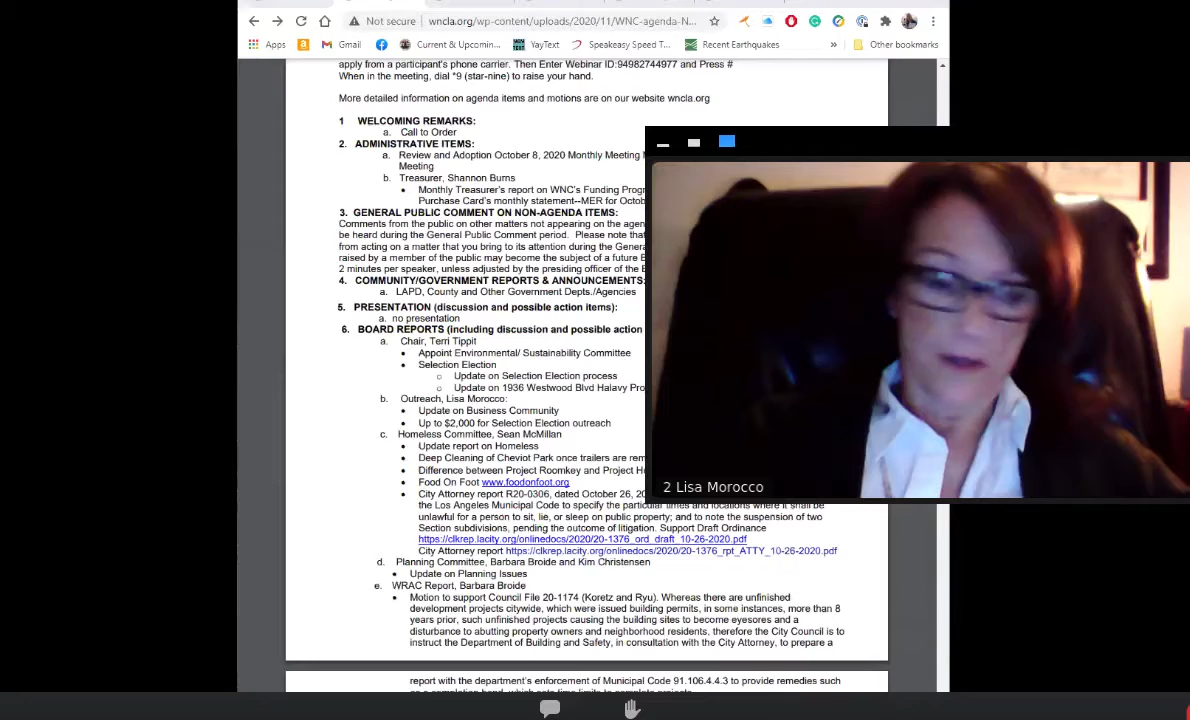 Not secure wncla.org/wp-content/uploads/2020/11/WNC-agenda-N...
Apps Gmail Current & Upcomin... YayText Speakeasy Speed T... Recent Earthquakes » Other bookmarks
apply from a participant's phone carrier. Then Enter Webinar ID:94982744977 and Press #
When in the meeting, dial *9 (star-nine) to raise your hand.
More detailed information on agenda items and motions are on our website wncla.org
1 WELCOMING REMARKS:
a. Call to Order
2. ADMINISTRATIVE ITEMS:
a. Review and Adoption October 8, 2020 Monthly Meeting
Meeting
b. Treasurer, Shannon Burns
• Monthly Treasurer's report on WNC's Funding Prog
Purchase Card's monthly statement--MER for Octob
3. GENERAL PUBLIC COMMENT ON NON-AGENDA ITEMS:
Comments from the public on other matters not appearing on the agen
be heard during the General Public Comment period. Please note that
from acting on a matter that you bring to its attention during the Genera
raised by a member of the public may become the subject of a future B
2 minutes per speaker, unless adjusted by the presiding officer of the B
4. COMMUNITY/GOVERNMENT REPORTS & ANNOUNCEMENTS:
a. LAPD, County and Other Government Depts./Agencies
5. PRESENTATION (discussion and possible action items):
a. no presentation
6. BOARD REPORTS (including discussion and possible action
a. Chair, Terri Tippit
• Appoint Environmental/ Sustainability Committee
• Selection Election
○ Update on Selection Election process
○ Update on 1936 Westwood Blvd Halavy Pro
b. Outreach, Lisa Morocco:
• Update on Business Community
• Up to $2,000 for Selection Election outreach
c. Homeless Committee, Sean McMillan
• Update report on Homeless
• Deep Cleaning of Cheviot Park once trailers are rem
• Difference between Project Roomkey and Project H
• Food On Foot www.foodonfoot.org
• City Attorney report R20-0306, dated October 26, 20
the Los Angeles Municipal Code to specify the particular times and locations where it shall be
unlawful for a person to sit, lie, or sleep on public property; and to note the suspension of two
Section subdivisions, pending the outcome of litigation. Support Draft Ordinance
https://clkrep.lacity.org/onlinedocs/2020/20-1376_ord_draft_10-26-2020.pdf
City Attorney report https://clkrep.lacity.org/onlinedocs/2020/20-1376_rpt_ATTY_10-26-2020.pdf
d. Planning Committee, Barbara Broide and Kim Christensen
• Update on Planning Issues
e. WRAC Report, Barbara Broide
• Motion to support Council File 20-1174 (Koretz and Ryu). Whereas there are unfinished
development projects citywide, which were issued building permits, in some instances, more than 8
years prior, such unfinished projects causing the building sites to become eyesores and a
disturbance to abutting property owners and neighborhood residents, therefore the City Council is to
instruct the Department of Building and Safety, in consultation with the City Attorney, to prepare a
report with the department's enforcement of Municipal Code 91.106.4.4.3 to provide remedies such
as a completion bond, which sets time limits to complete projects
2 Lisa Morocco